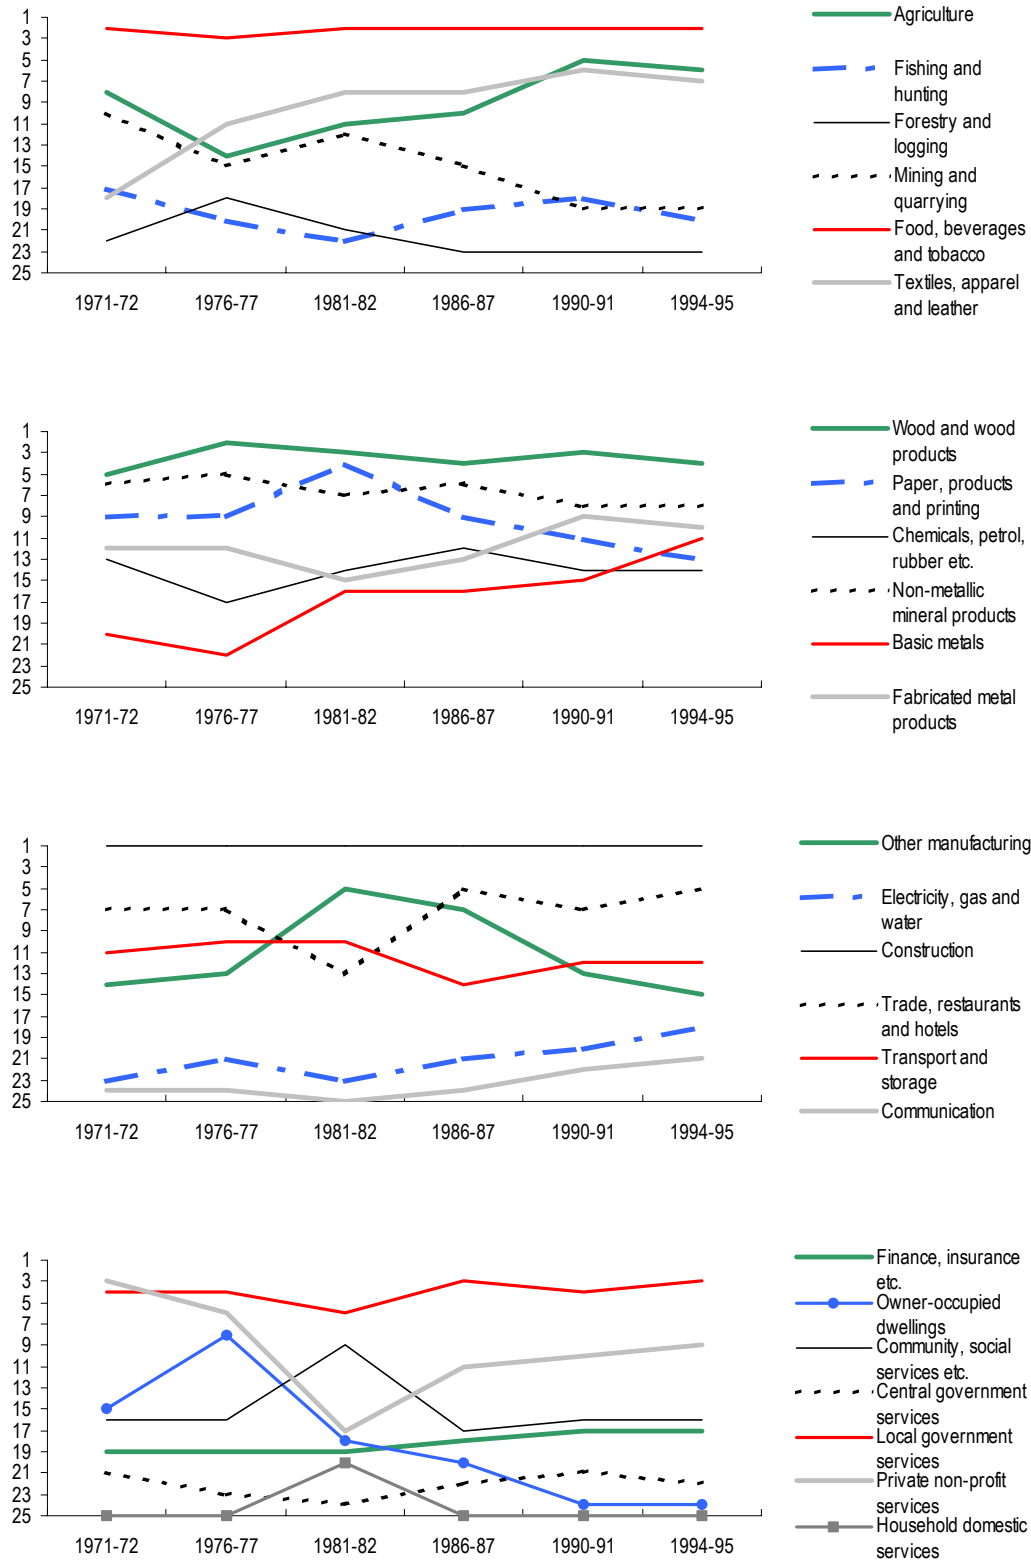 1
3
5
7
9
11
13
15
17
19
21
23
25
1971-72 1976-77 1981-82 1986-87 1990-91 1994-95
Agriculture
Fishing and
hunting
Forestry and
logging
Mining and
quarrying
Food, beverages
and tobacco
Textiles, apparel
and leather
1
3
5
7
9
11
13
15
17
19
21
23
25
1971-72 1976-77 1981-82 1986-87 1990-91 1994-95
Wood and wood
products
Paper, products
and printing
Chemicals, petrol,
rubber etc.
Non-metallic
mineral products
Basic metals
Fabricated metal
products
1
3
5
7
9
11
13
15
17
19
21
23
25
1971-72 1976-77 1981-82 1986-87 1990-91 1994-95
Other manufacturing
Electricity, gas and
water
Construction
Trade, restaurants
and hotels
Transport and
storage
Communication
1
3
5
7
9
11
13
15
17
19
21
23
25
1971-72 1976-77 1981-82 1986-87 1990-91 1994-95
Finance, insurance
etc.
Owner-occupied
dwellings
Community, social
services etc.
Central government
services
Local government
services
Private non-profit
services
Household domestic
services